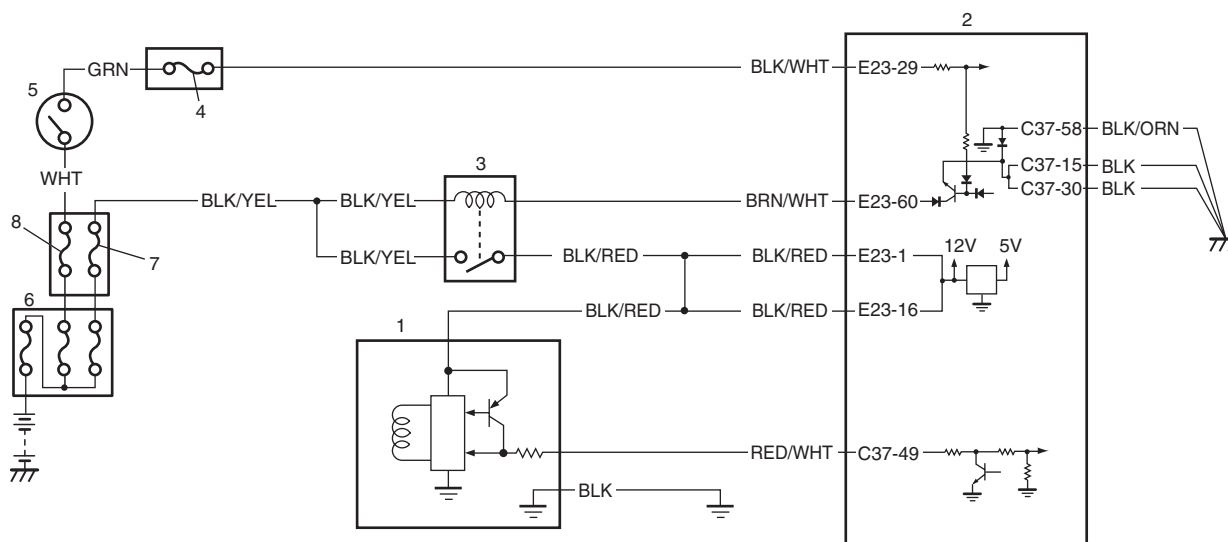 2
GRN
BLK/WHT
E23-29
5
4
C37-58
BLK/ORN
3
C37-15
BLK
WHT
C37-30
BLK
BLK/YEL
BLK/YEL
BRN/WHT
E23-60
8
7
BLK/YEL
BLK/RED
BLK/RED
E23-1
12V
5V
6
BLK/RED
BLK/RED
E23-16
1
RED/WHT
C37-49
BLK